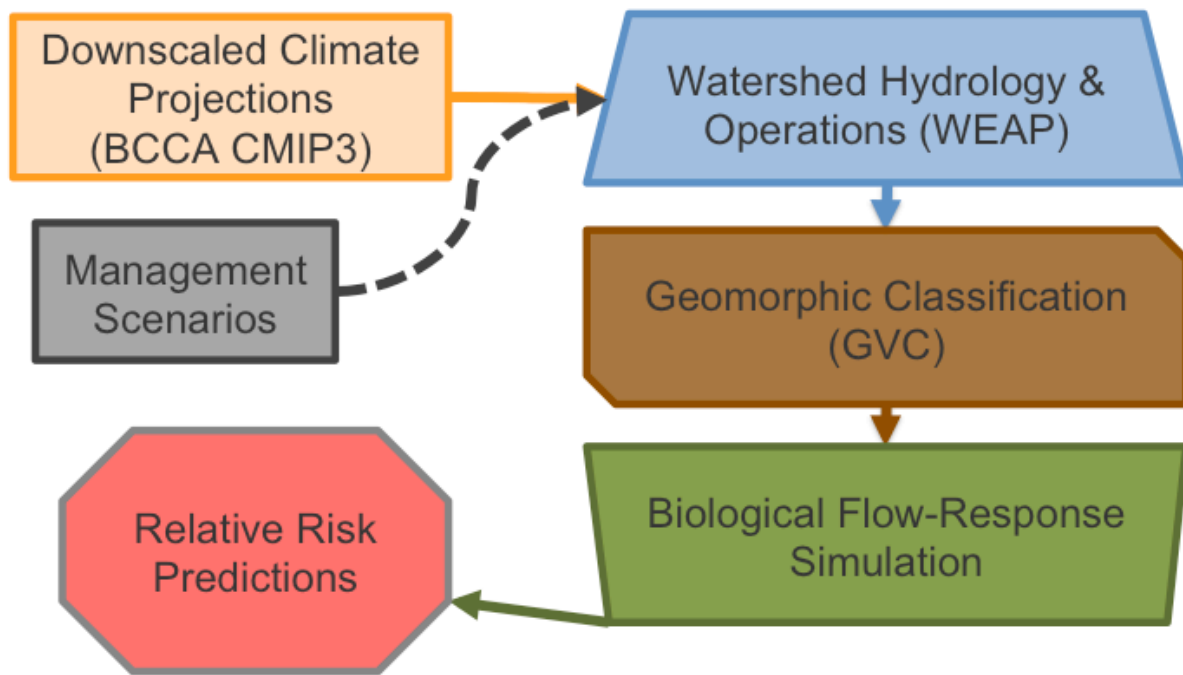 Downscaled Climate
Projections
(BCCA CMIP3)
Watershed Hydrology &
Operations (WEAP)
Management
Scenarios
Geomorphic Classification
(GVC)
Biological Flow-Response
Simulation
Relative Risk
Predictions